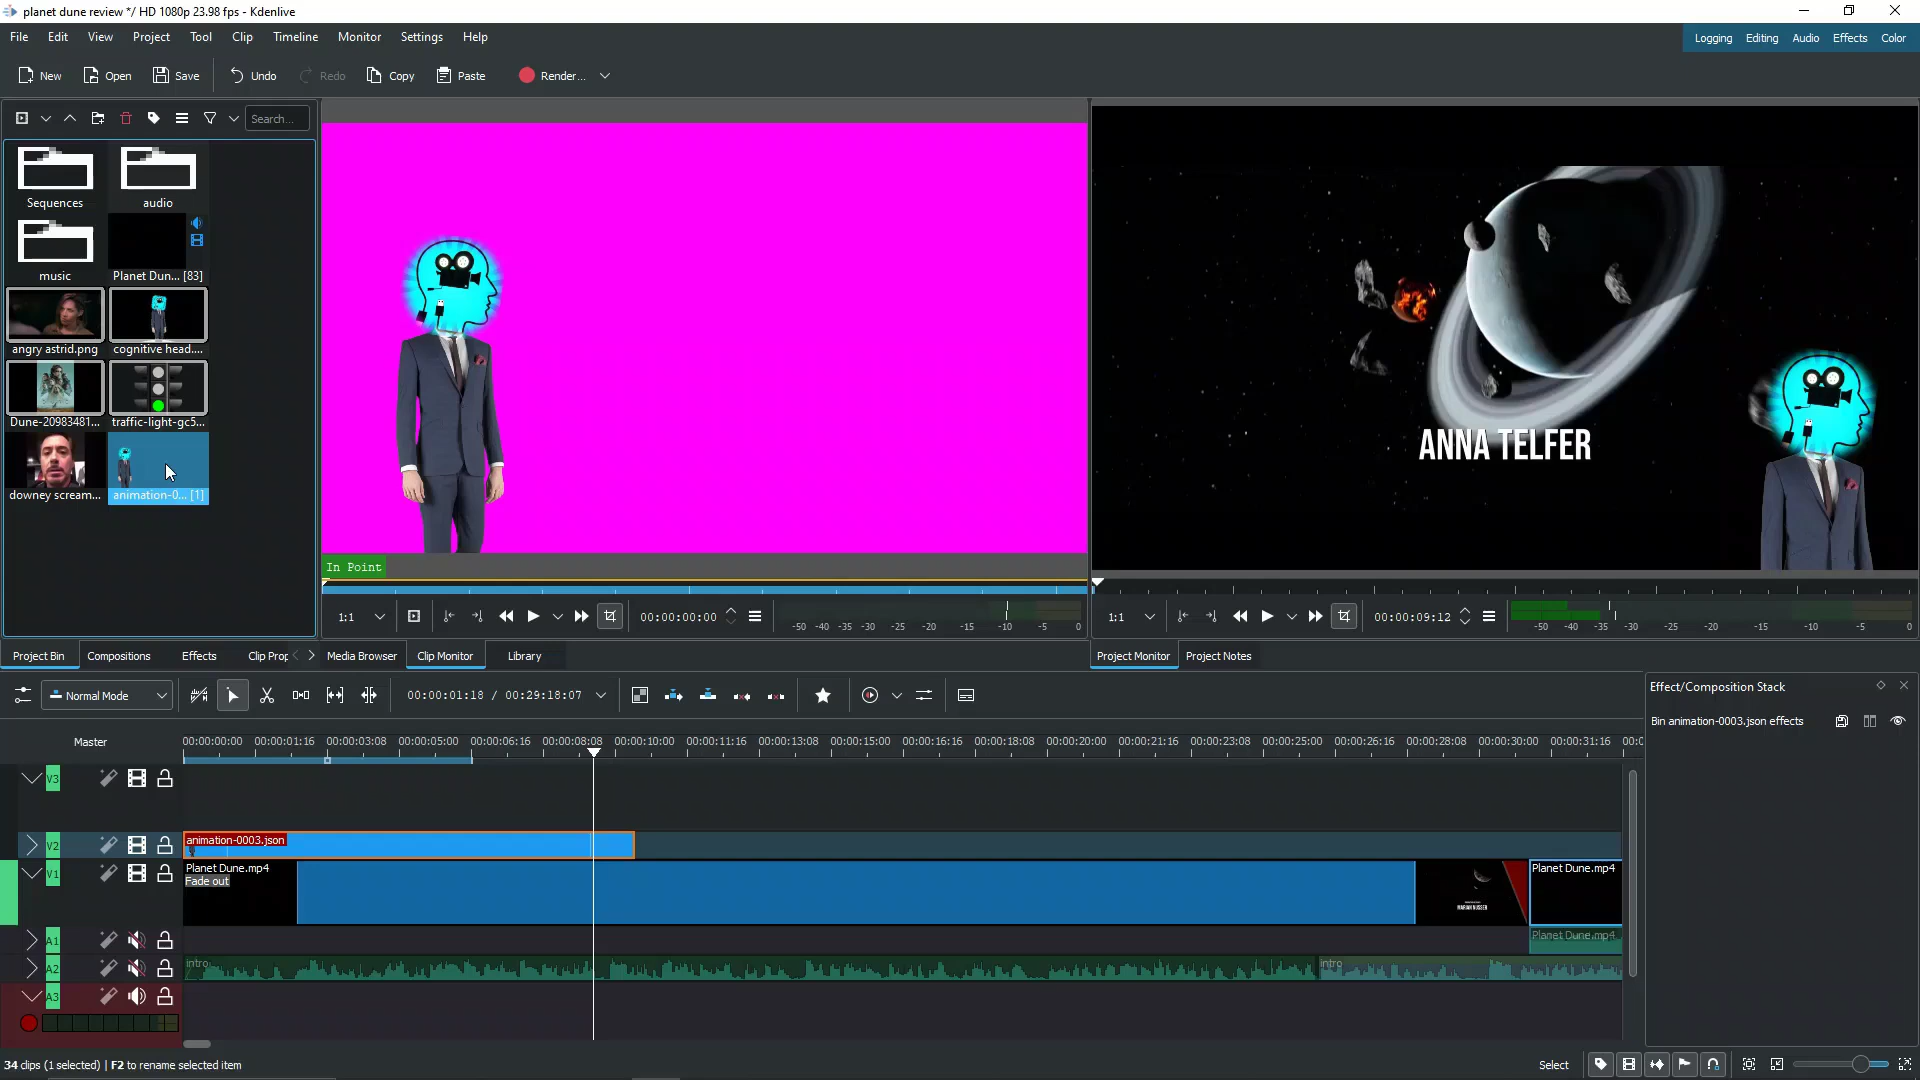 planet dune review */ HD 1080p 23.98 fps - Kdenlive
File Edit View Project Tool Clip Timeline Monitor Settings Help
Logging Editing Audio Effects Color
New Open Save Undo Redo Copy Paste Render...
Search...
Sequences audio
music Planet Dun... [83]
angry astrid.png cognitive head....
Dune-20983481... traffic-light-gc5...
downey scream... animation-0... [1]
ANNA TELFER
In Point
1:1 00:00:00:00 -50 -40 -35 -30 -25 -20 -15 -10 -5 0
1:1 00:00:09:12 -50 -40 -35 -30 -20 -10 -5 0
Project Bin Compositions Effects Clip Prop Media Browser Clip Monitor Library Project Monitor Project Notes
Normal Mode 00:00:01:18 / 00:29:18:07
Effect/Composition Stack
Bin animation-0003.json effects
Master
00:00:00:00 00:00:01:16 00:00:03:08 00:00:05:00 00:00:06:16 00:00:08:08 00:00:10:00 00:00:11:16 00:00:13:08 00:00:15:00 00:00:16:16 00:00:18:08 00:00:20:00 00:00:21:16 00:00:23:08 00:00:25:00 00:00:26:16 00:00:28:08 00:00:30:00 00:00:31:16 00:0
V3
V2 animation-0003.json
V1 Planet Dune.mp4 Planet Dune.mp4
Fade out
A1 Planet Dune.mp4
A2 intro intro
A3
34 clips (1 selected) | F2 to rename selected item
Select